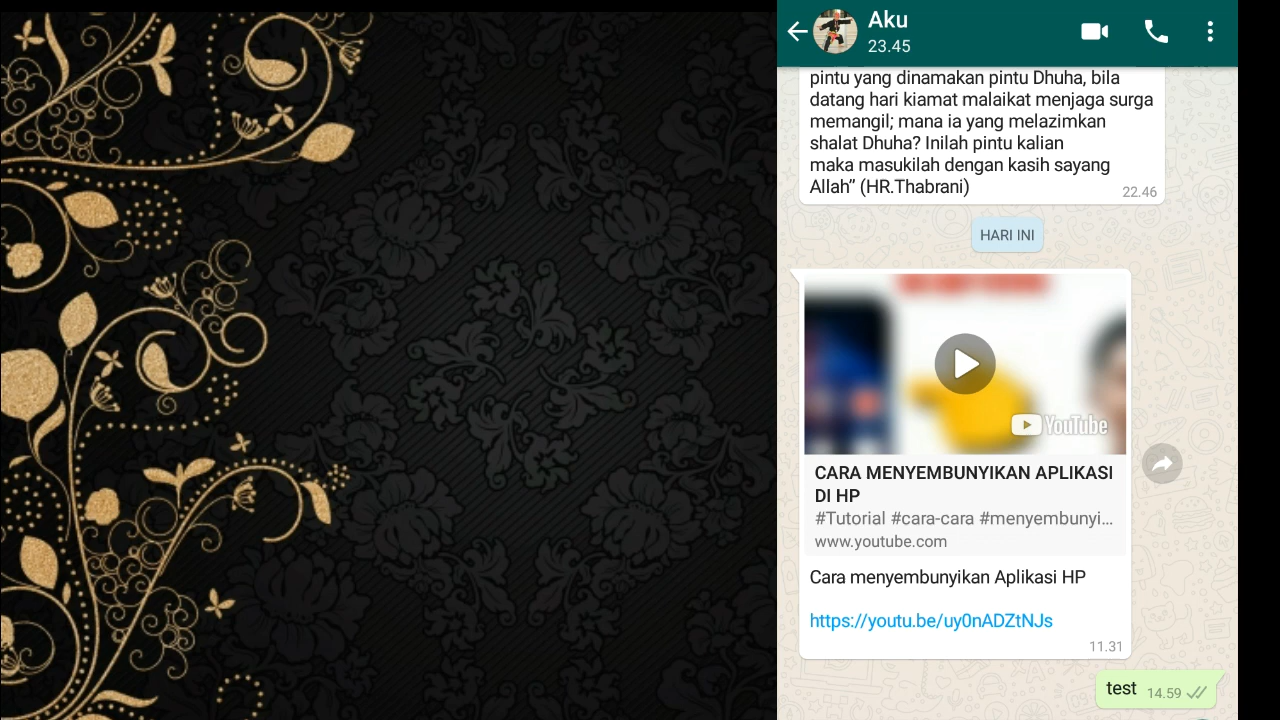 Aku
23.45
pintu yang dinamakan pintu Dhuha, bila
datang hari kiamat malaikat menjaga surga
memangil; mana ia yang melazimkan
shalat Dhuha? Inilah pintu kalian
maka masukilah dengan kasih sayang
Allah” (HR.Thabrani)
22.46
HARI INI
YouTube
CARA MENYEMBUNYIKAN APLIKASI
DI HP
#Tutorial #cara-cara #menyembunyi...
www.youtube.com
Cara menyembunyikan Aplikasi HP
https://youtu.be/uy0nADZtNJs
11.31
test 14.59